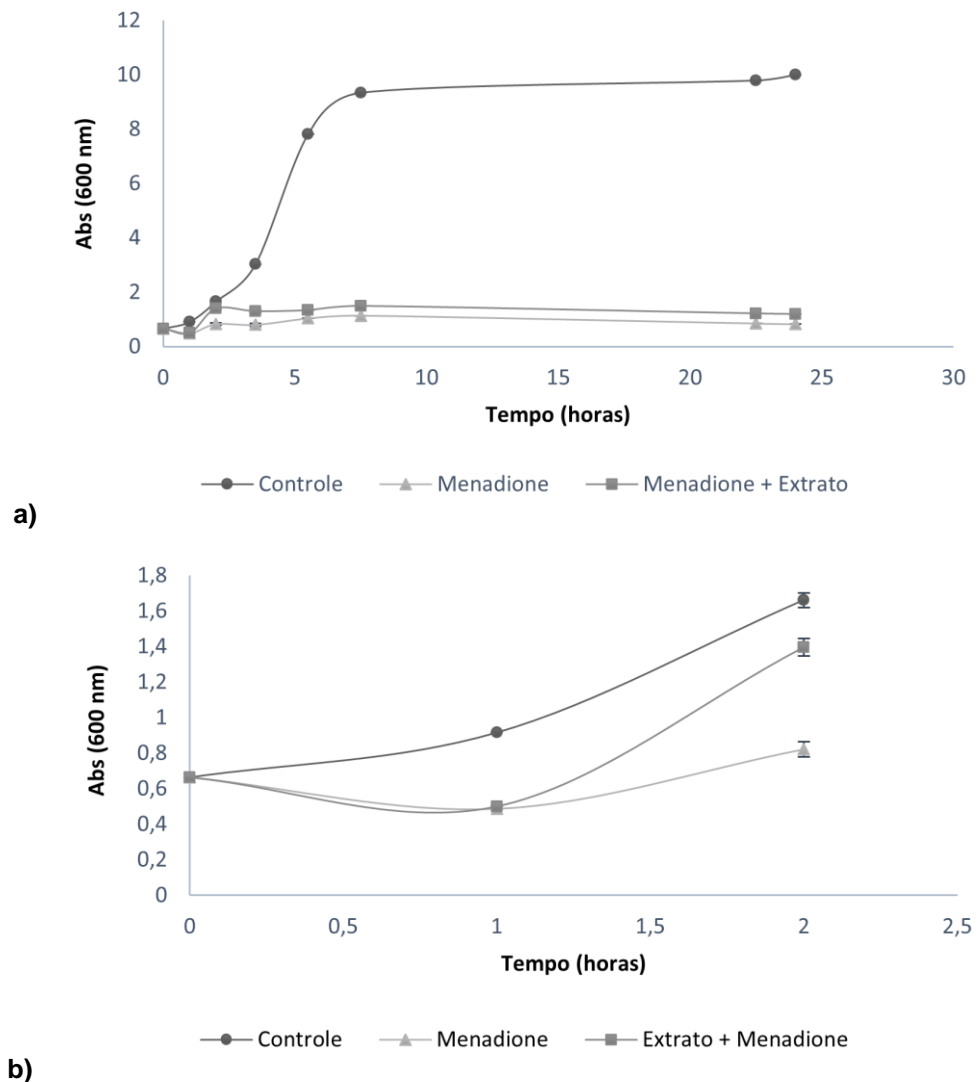 12
10
8
6
4
2
0
Abs (600 nm)
0 5 10 15 20 25 30
Tempo (horas)
Controle Menadione Menadione + Extrato
a)
1,8
1,6
1,4
1,2
1
0,8
0,6
0,4
0,2
0
Abs (600 nm)
0 0,5 1 1,5 2 2,5
Tempo (horas)
Controle Menadione Extrato + Menadione
b)